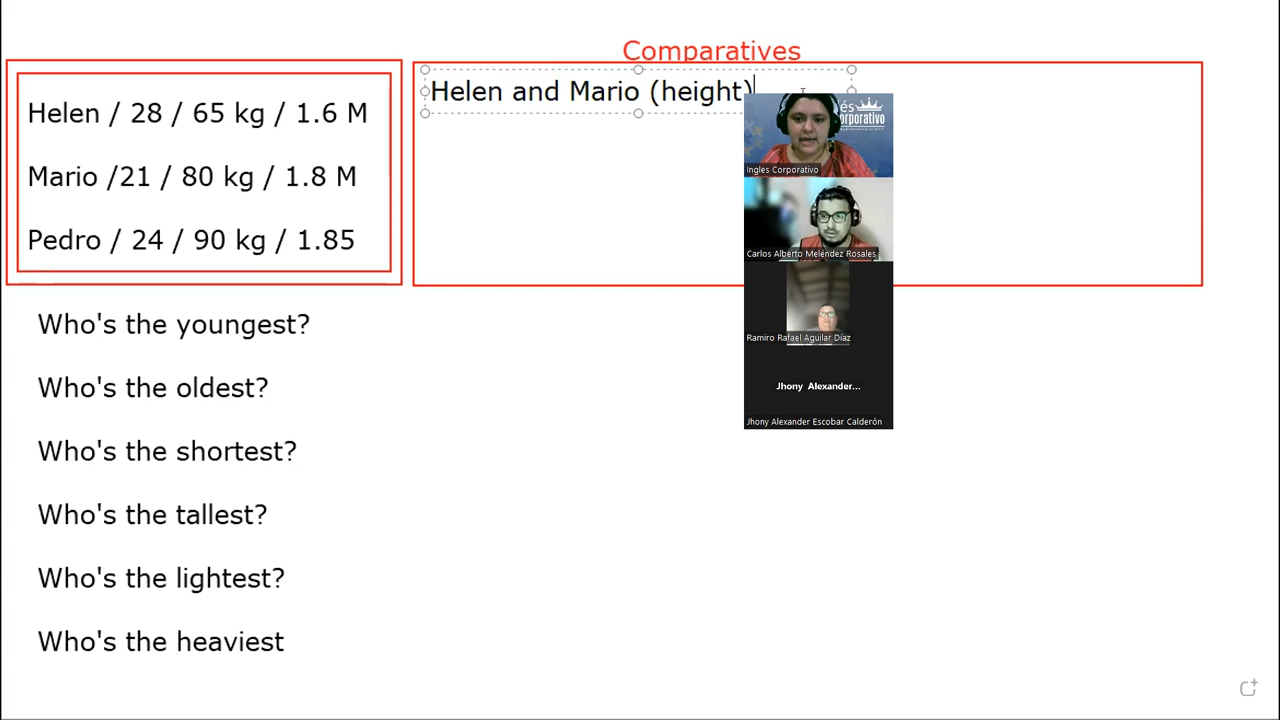 Comparatives
Helen / 28 / 65 kg / 1.6 M
Mario /21 / 80 kg / 1.8 M
Pedro / 24 / 90 kg / 1.85
Helen and Mario (height)
és
orporativo
Ingles Corporativo
Carlos Alberto Meléndez Rosales
Ramiro Rafael Aguilar Díaz
Jhony Alexander...
Jhony Alexander Escobar Calderón
Who's the youngest?
Who's the oldest?
Who's the shortest?
Who's the tallest?
Who's the lightest?
Who's the heaviest